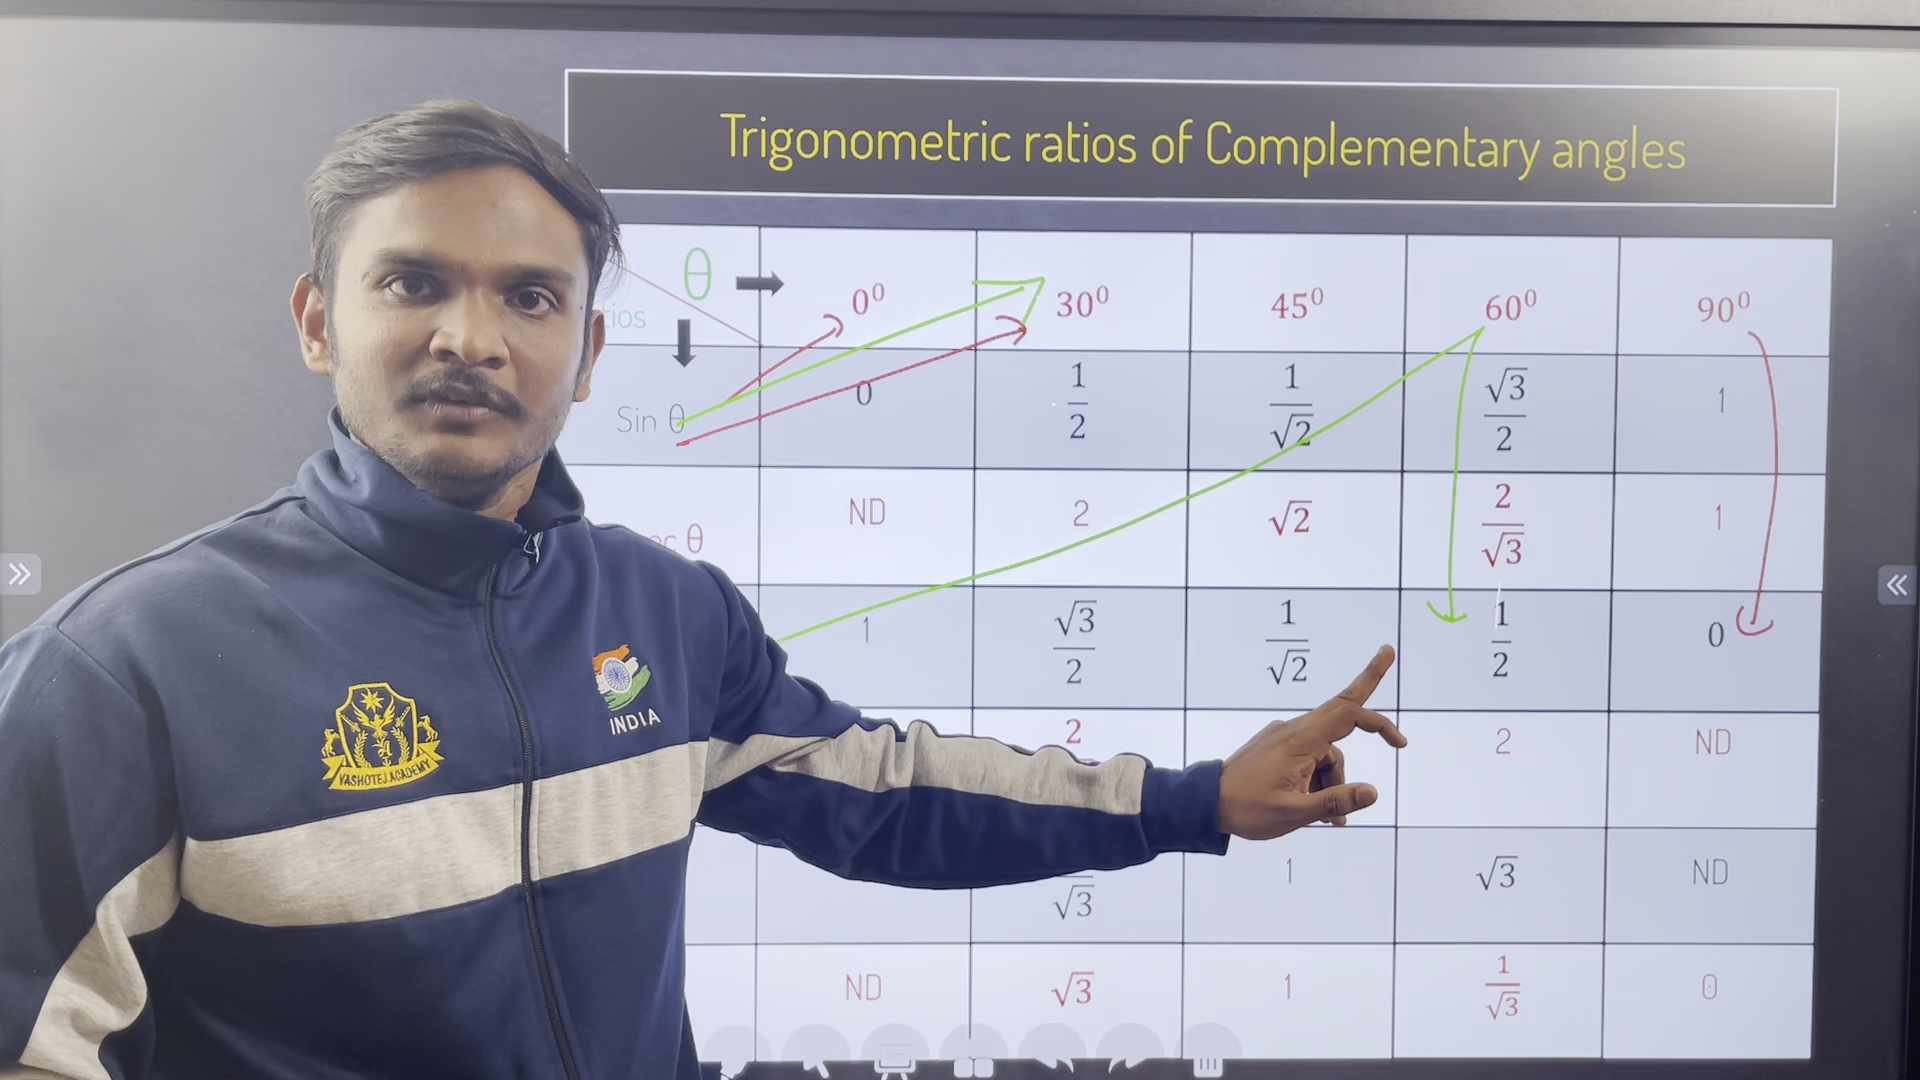 Trigonometric ratios of Complementary angles
θ 0⁰ 30⁰ 45⁰ 60⁰ 90⁰
Sin θ 0 1/2 1/√2 √3/2 1
θ ND 2 √2 2/√3 1
1 √3/2 1/√2 1/2 0
2 2 ND
√3 1 √3 ND
ND √3 1 1/√3 0
INDIA
YASHOTEJ ACADEMY